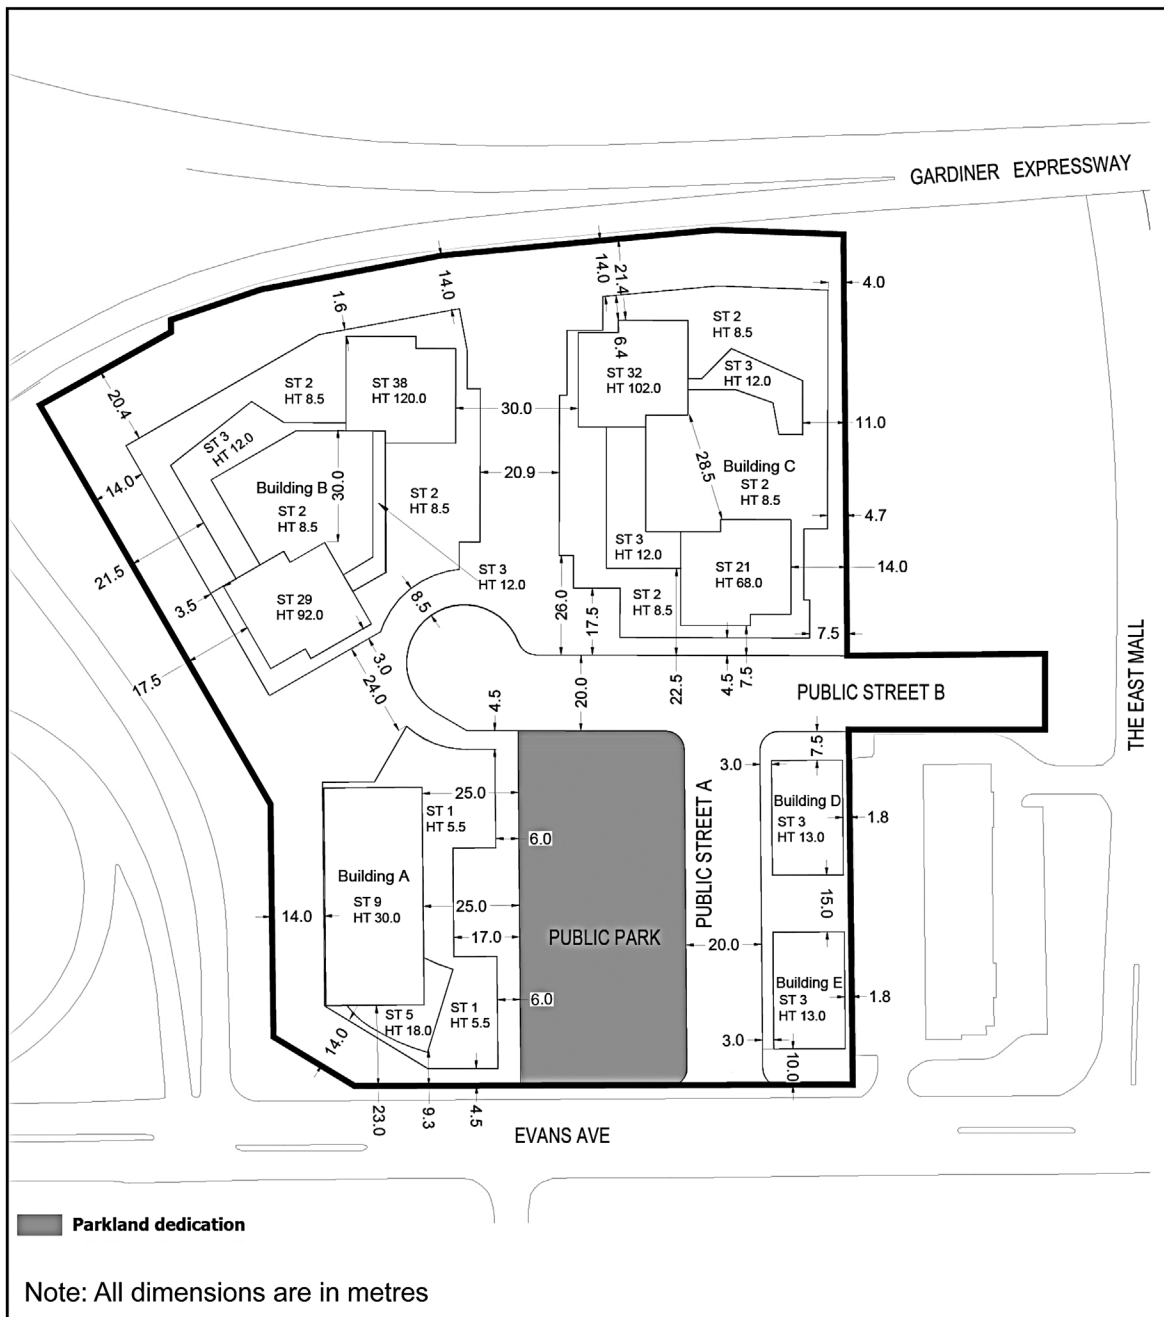 GARDINER EXPRESSWAY
14.0
14.0
21.4
4.0
1.6
6.4
ST 2
HT 8.5
ST 3
HT 12.0
ST 32
HT 102.0
ST 38
HT 120.0
ST 2
HT 8.5
20.4
30.0
11.0
ST 3
HT 12.0
28.5
Building C
ST 2
HT 8.5
20.9
14.0
Building B
ST 2
HT 8.5
30.0
ST 2
HT 8.5
4.7
ST 3
HT 12.0
ST 3
HT 12.0
ST 21
HT 68.0
14.0
21.5
3.5
ST 29
HT 92.0
8.5
26.0
17.5
ST 2
HT 8.5
7.5
3.0
24.0
17.5
4.5
20.0
22.5
4.5
7.5
PUBLIC STREET B
THE EAST MALL
7.5
3.0
25.0
ST 1
HT 5.5
6.0
PUBLIC STREET A
Building D
ST 3
HT 13.0
1.8
Building A
ST 9
HT 30.0
14.0
25.0
17.0
PUBLIC PARK
20.0
15.0
Building E
ST 3
HT 13.0
1.8
6.0
ST 1
HT 5.5
ST 5
HT 18.0
14.0
3.0
10.0
23.0
9.3
4.5
EVANS AVE
Parkland dedication
Note: All dimensions are in metres